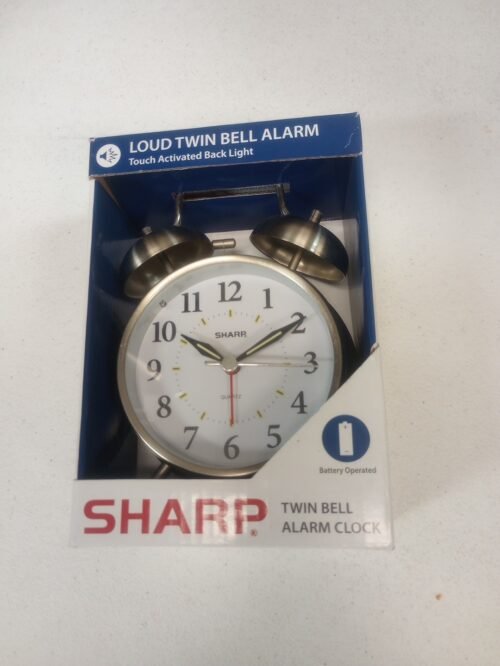 LOUD TWIN BELL ALARM
Touch Activated Back Light
12
11
1
10
2
SHARP
9
3
8
4
QUARTZ
7
5
6
Battery Operated
SHARP®
TWIN BELL
ALARM CLOCK